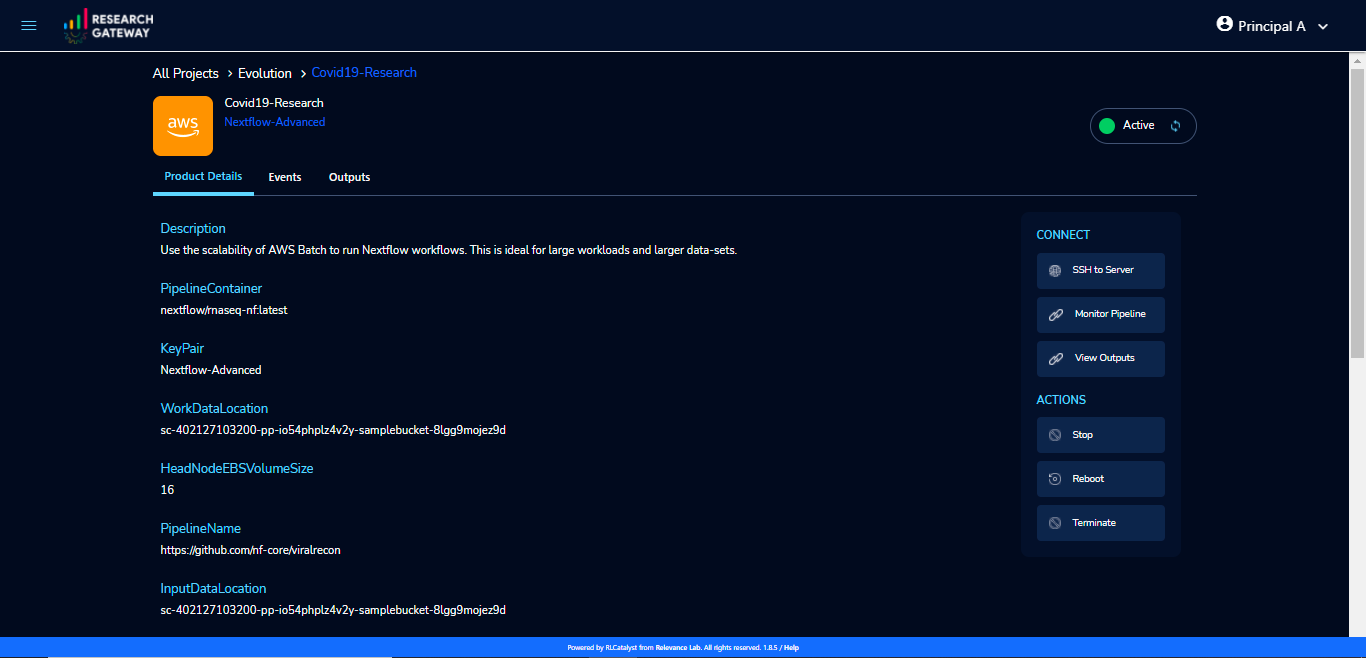 RESEARCH
GATEWAY
Principal A
All Projects > Evolution > Covid19-Research
aws
Covid19-Research
Nextflow-Advanced
Active
Product Details Events Outputs
Description
Use the scalability of AWS Batch to run Nextflow workflows. This is ideal for large workloads and larger data-sets.
PipelineContainer
nextflow/rnaseq-nf:latest
KeyPair
Nextflow-Advanced
WorkDataLocation
sc-402127103200-pp-io54phplz4v2y-samplebucket-8lgg9mojez9d
HeadNodeEBSVolumeSize
16
PipelineName
https://github.com/nf-core/viralrecon
InputDataLocation
sc-402127103200-pp-io54phplz4v2y-samplebucket-8lgg9mojez9d
CONNECT
SSH to Server
Monitor Pipeline
View Outputs
ACTIONS
Stop
Reboot
Terminate
Powered by RLCatalyst from Relevance Lab. All rights reserved. 1.8.5 / Help